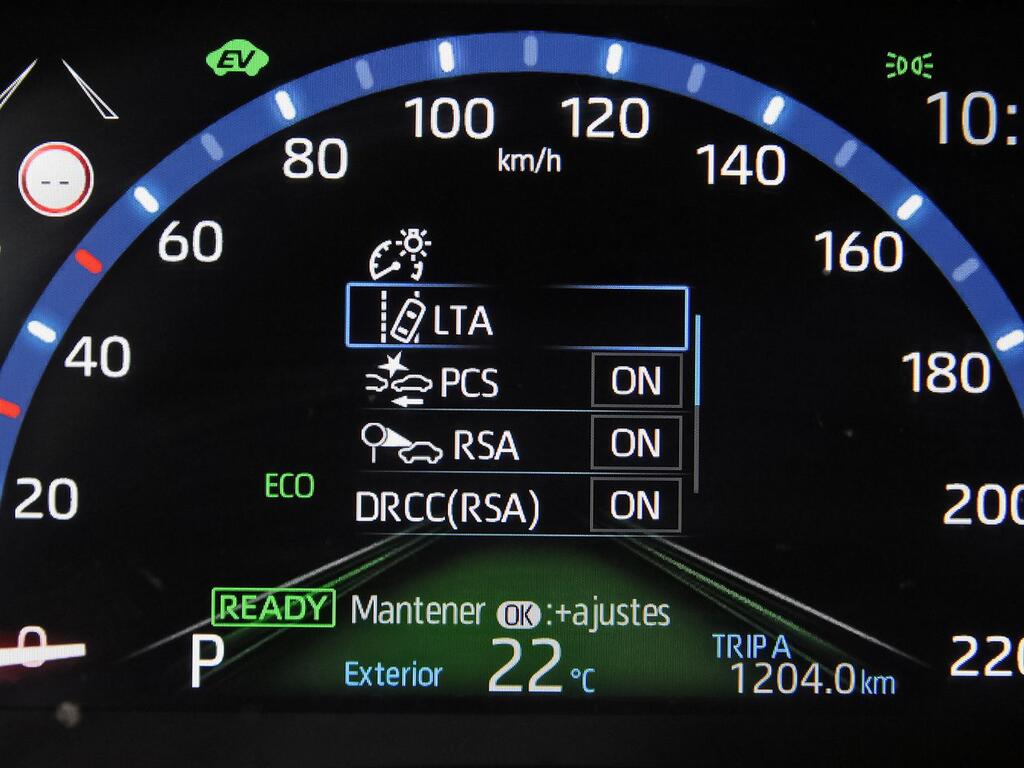 EV
10:
100
120
km/h
80
140
- -
60
160
LTA
40
180
PCS ON
RSA ON
ECO
20
DRCC(RSA) ON
200
READY Mantener OK:+ajustes
0
P
Exterior 22°C
TRIP A
1204.0 km
220